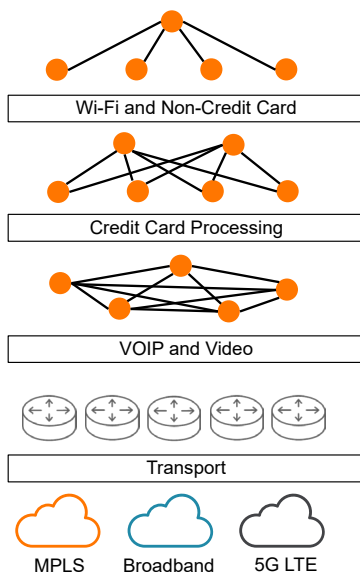 Wi-Fi and Non-Credit Card
Credit Card Processing
VOIP and Video
Transport
MPLS Broadband 5G LTE